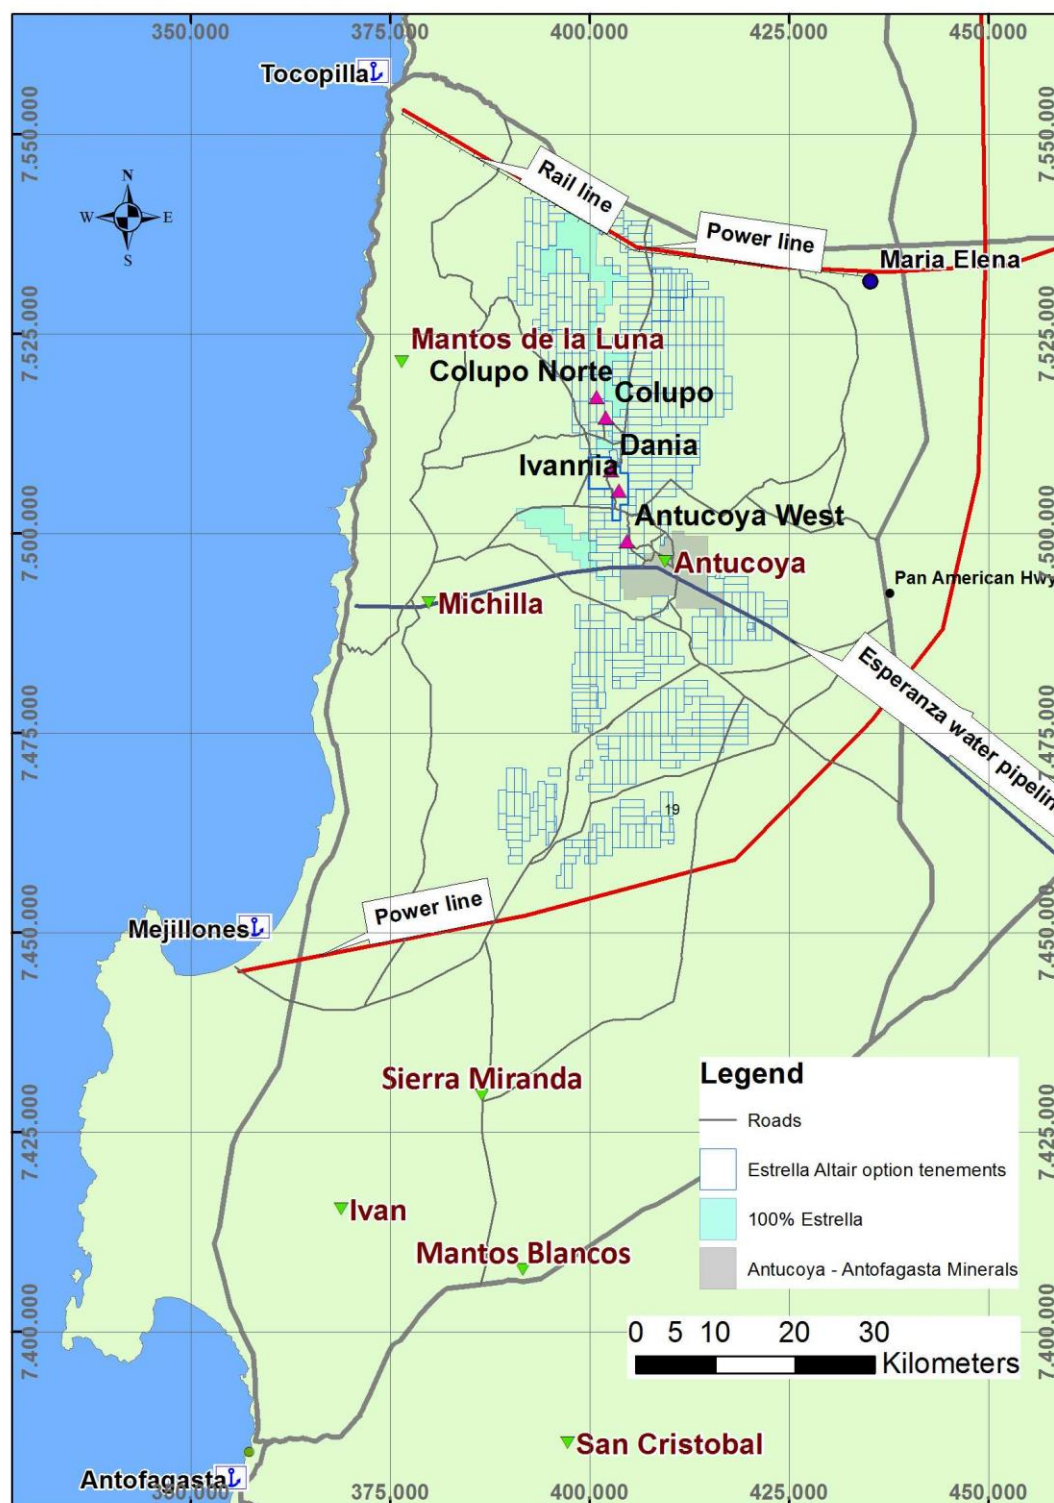 350.000 375.000 400.000 425.000 450.000
Tocopilla
7.550.000 7.550.000
N
W E
S
Rail line
Power line
Maria Elena
7.525.000 7.525.000
Mantos de la Luna
Colupo Norte
Colupo
Dania
Ivannia
Antucoya West
7.500.000 7.500.000
Antucoya
Pan American Hwy
Michilla
Esperanza water pipelin
7.475.000 7.475.000
19
Power line
Mejillones
7.450.000 7.450.000
Legend
Roads
Estrella Altair option tenements
100% Estrella
Antucoya - Antofagasta Minerals
Sierra Miranda
7.425.000 7.425.000
Ivan
Mantos Blancos
7.400.000 7.400.000
0 5 10 20 30
Kilometers
San Cristobal
Antofagasta
350.000 375.000 400.000 425.000 450.000